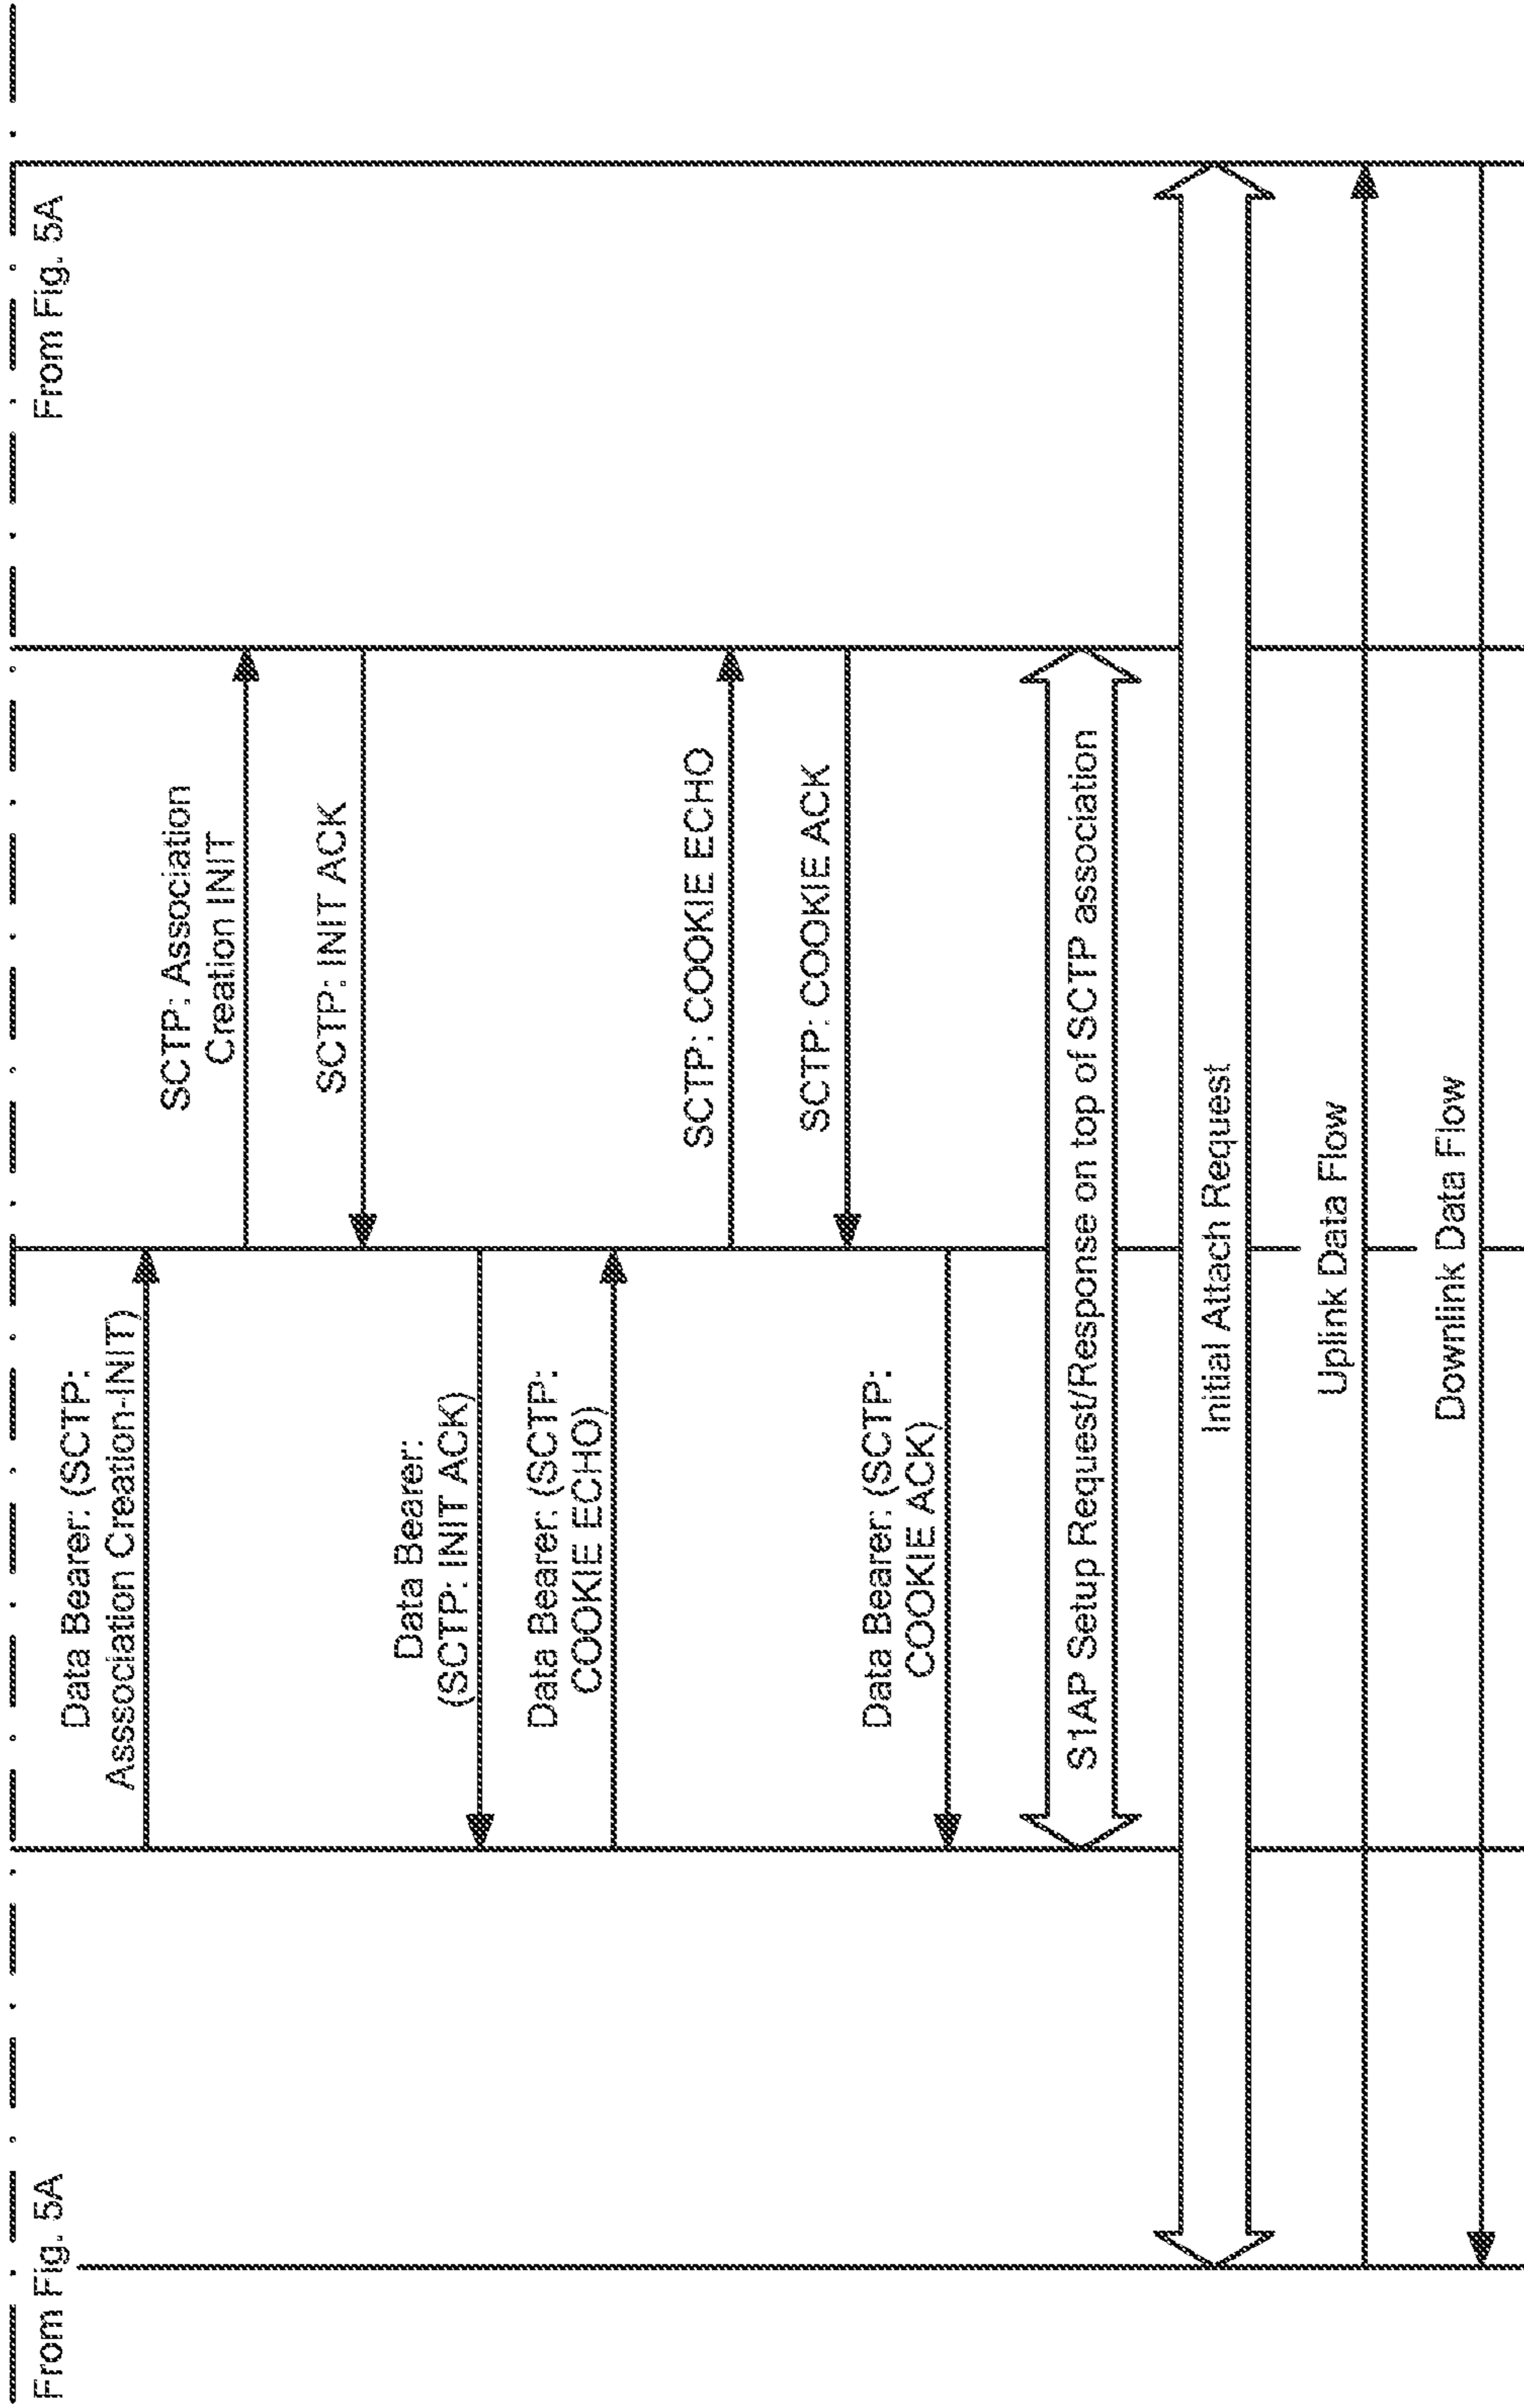 From Fig. 5A
From Fig. 5A
Data Bearer: (SCTP:
Association Creation-INIT)
SCTP: Association
Creation INIT
SCTP: INIT ACK
Data Bearer:
(SCTP: INIT ACK)
Data Bearer: (SCTP:
COOKIE ECHO)
SCTP: COOKIE ECHO
SCTP: COOKIE ACK
Data Bearer: (SCTP:
COOKIE ACK)
S1AP Setup Request/Response on top of SCTP association
Initial Attach Request
Uplink Data Flow
Downlink Data Flow